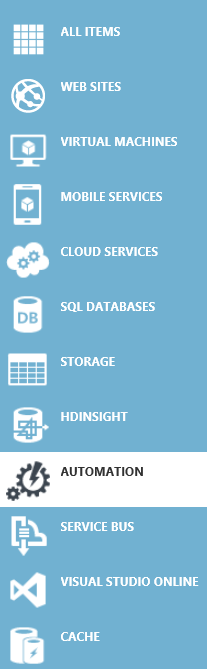 ALL ITEMS
WEB SITES
VIRTUAL MACHINES
MOBILE SERVICES
CLOUD SERVICES
DB
SQL DATABASES
STORAGE
HDINSIGHT
AUTOMATION
SERVICE BUS
VISUAL STUDIO ONLINE
CACHE